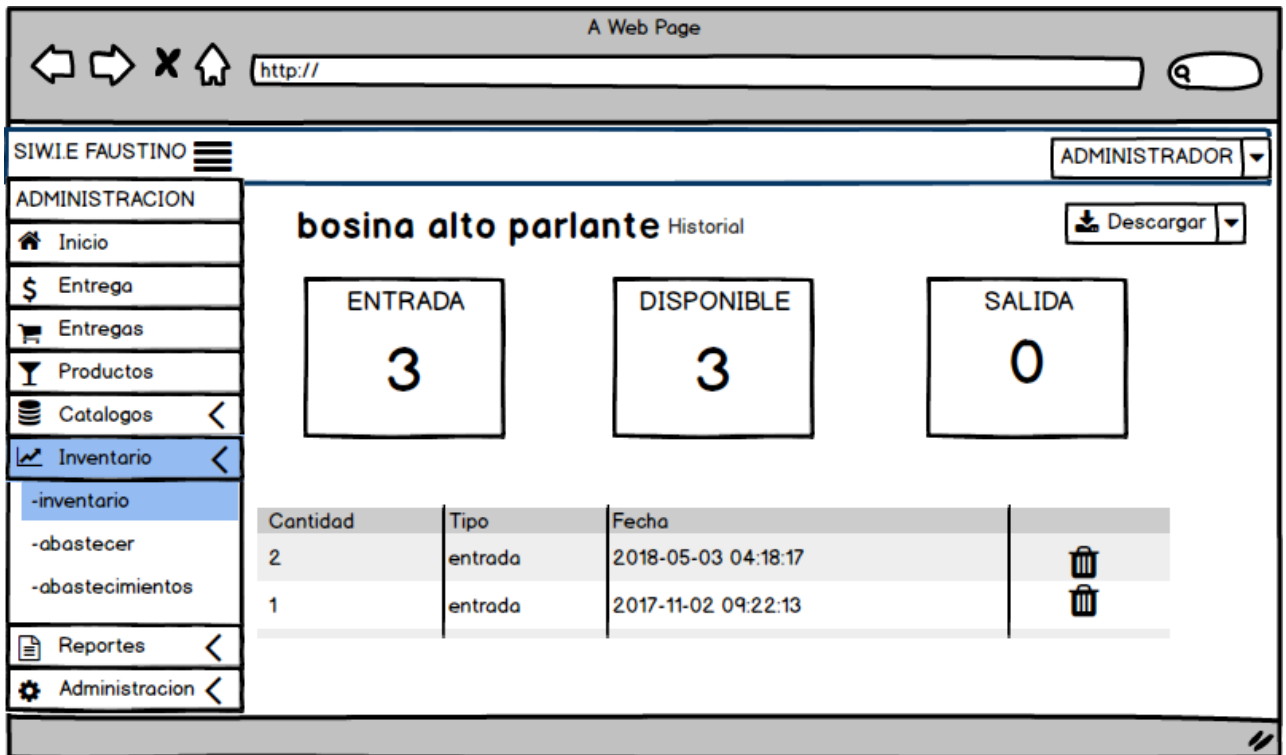 A Web Page
http://
SIW.I.E FAUSTINO
ADMINISTRADOR
ADMINISTRACION
Inicio
Entrega
Entregas
Productos
Catalogos
Inventario
-inventario
-abastecer
-abastecimientos
Reportes
Administracion
bosina alto parlante Historial
Descargar
ENTRADA
3
DISPONIBLE
3
SALIDA
0
Cantidad Tipo Fecha
2 entrada 2018-05-03 04:18:17
1 entrada 2017-11-02 09:22:13